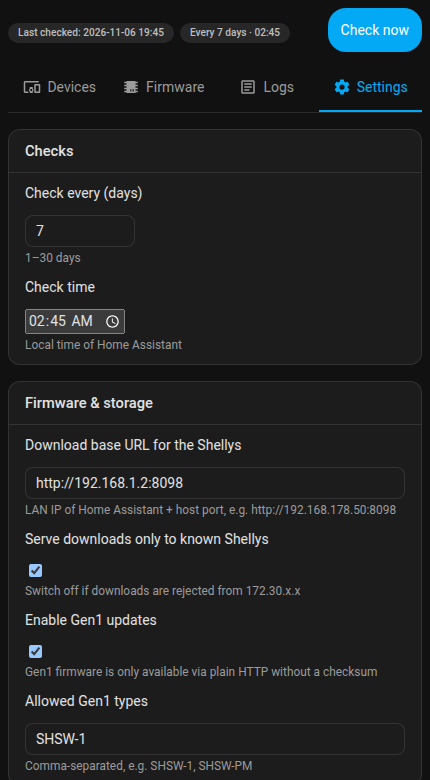 Last checked: 2026-11-06 19:45
Every 7 days · 02:45
Check now
Devices
Firmware
Logs
Settings
Checks
Check every (days)
7
1–30 days
Check time
02:45 AM
Local time of Home Assistant
Firmware & storage
Download base URL for the Shellys
http://192.168.1.2:8098
LAN IP of Home Assistant + host port, e.g. http://192.168.178.50:8098
Serve downloads only to known Shellys
Switch off if downloads are rejected from 172.30.x.x
Enable Gen1 updates
Gen1 firmware is only available via plain HTTP without a checksum
Allowed Gen1 types
SHSW-1
Comma-separated, e.g. SHSW-1, SHSW-PM